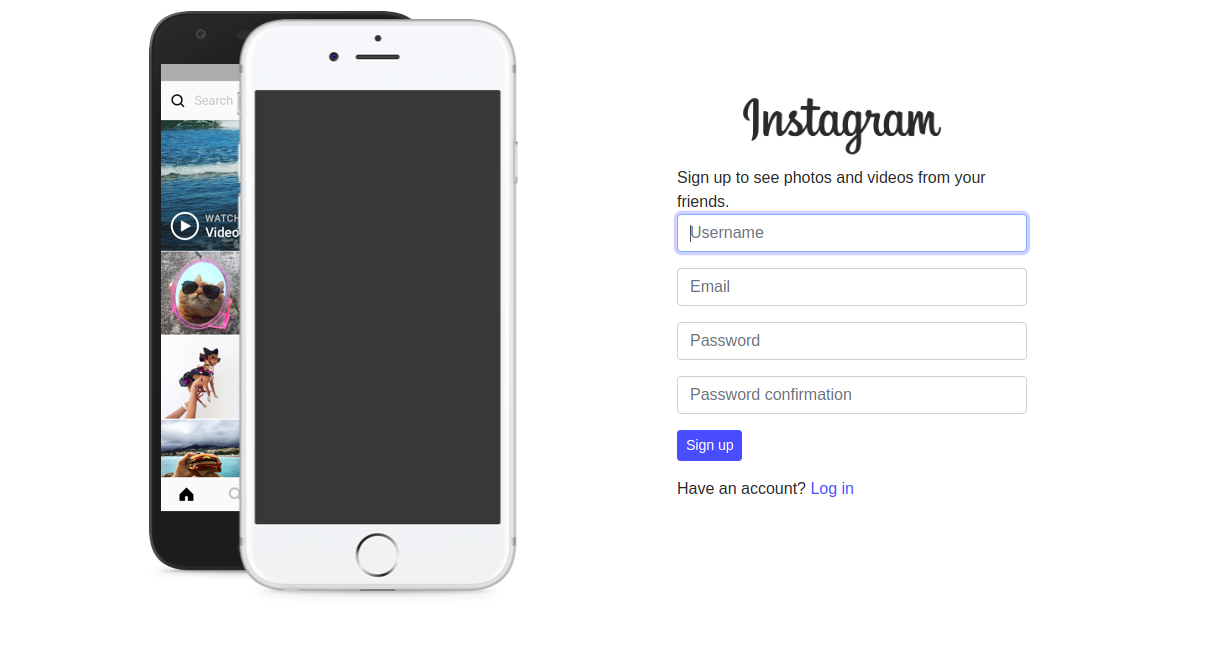 Search
WATCH
Video
Instagram
Sign up to see photos and videos from your
friends.
Username
Email
Password
Password confirmation
Sign up
Have an account? Log in